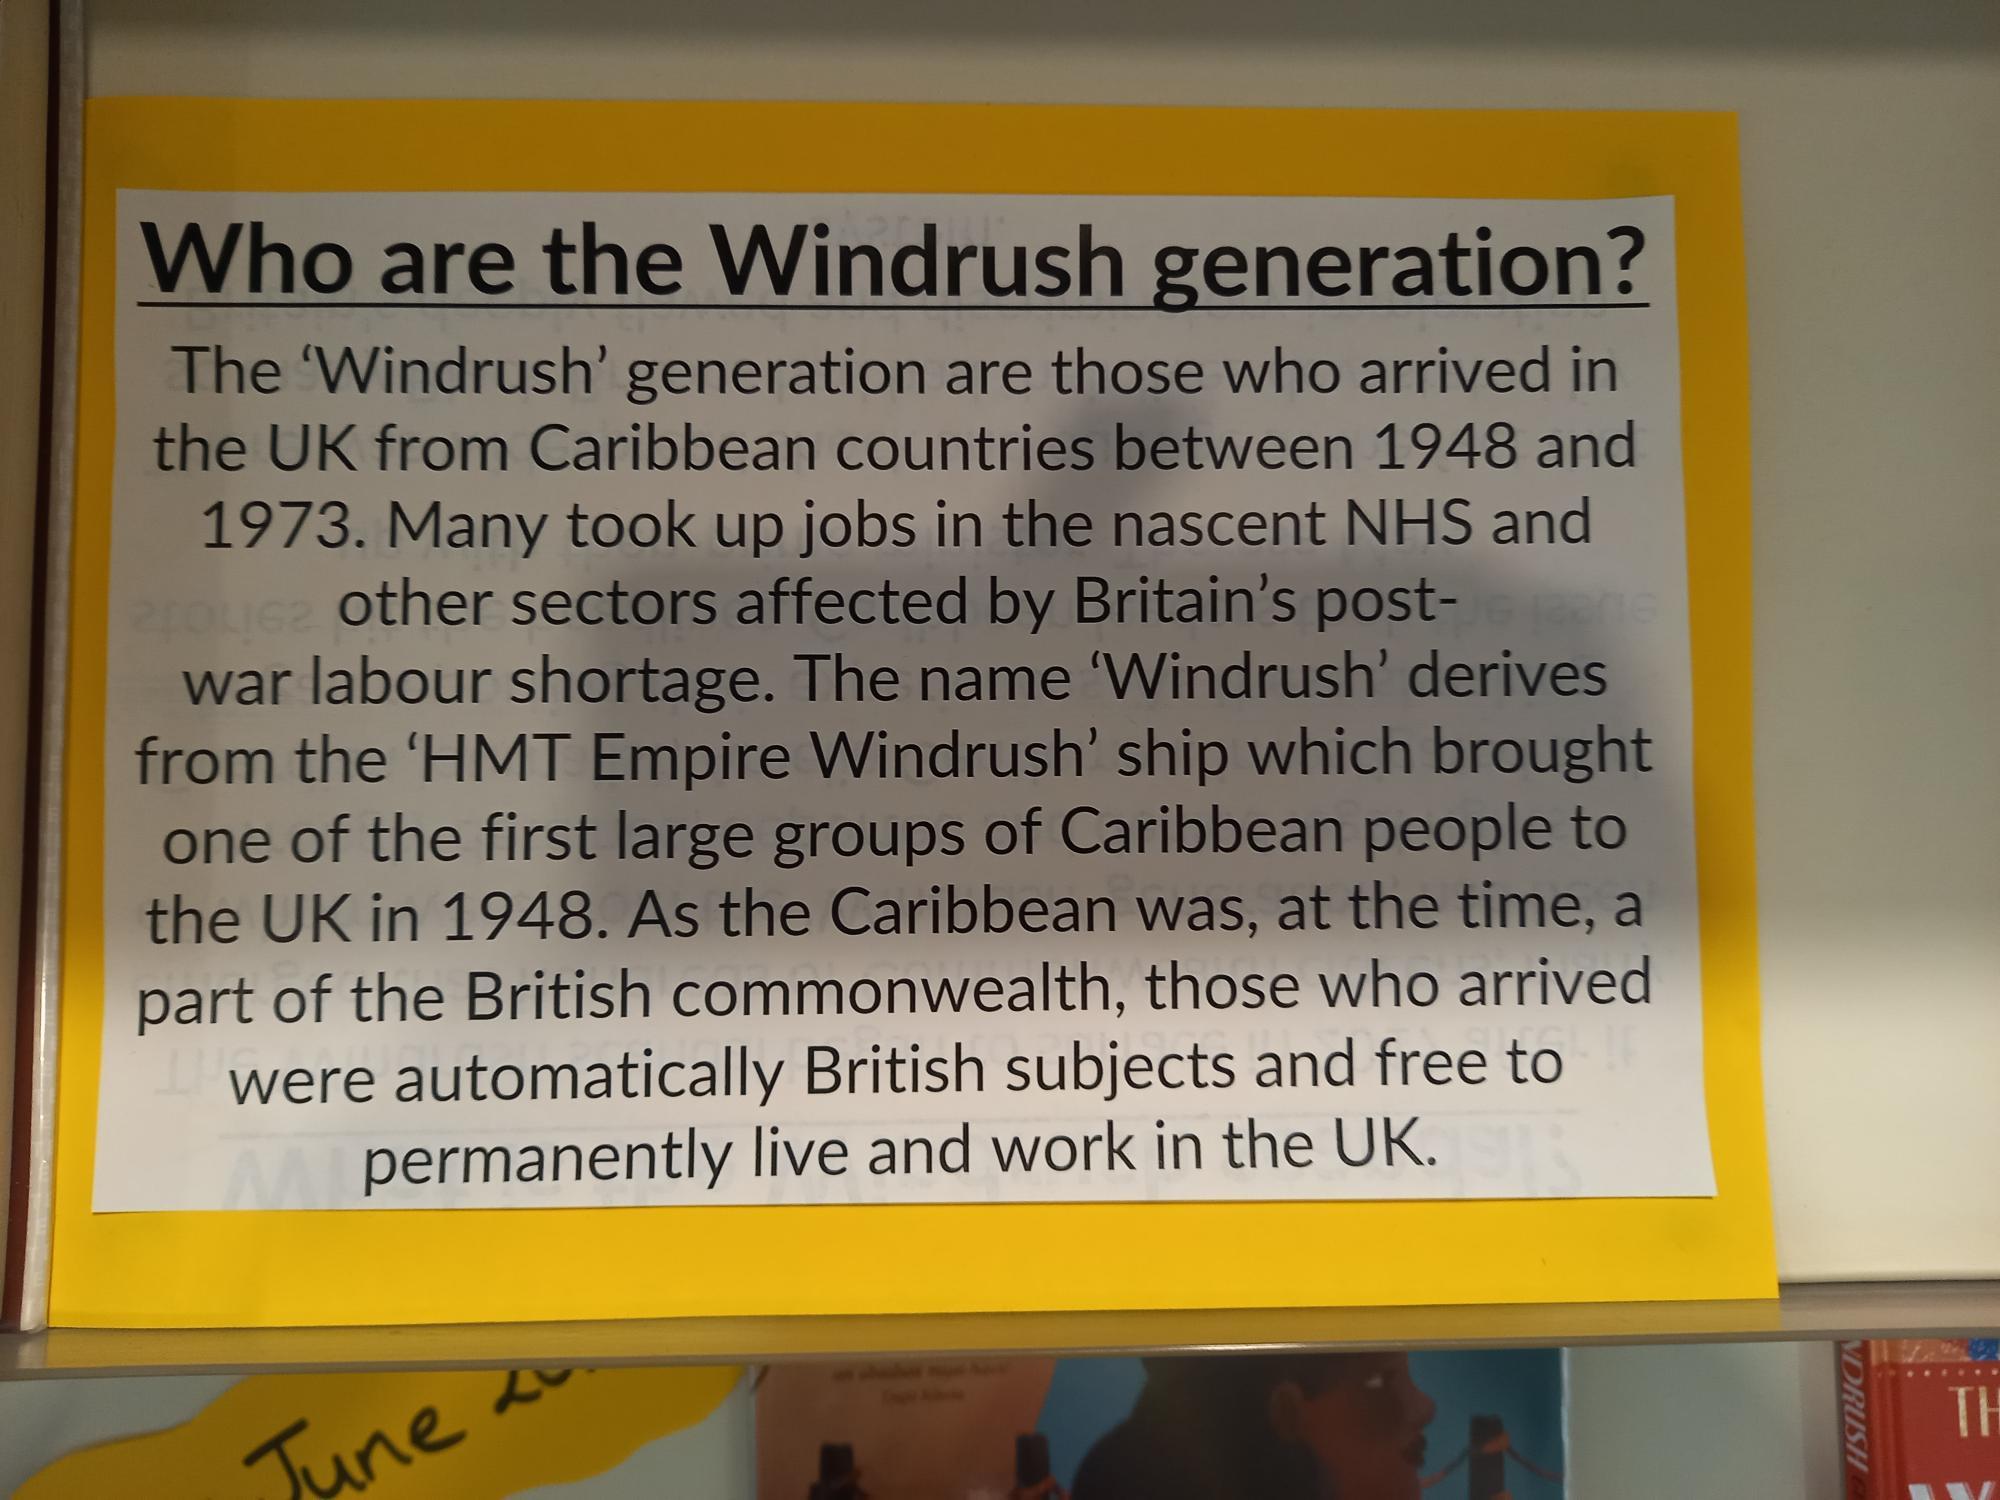 Who are the Windrush generation?
The ‘Windrush’ generation are those who arrived in
the UK from Caribbean countries between 1948 and
1973. Many took up jobs in the nascent NHS and
other sectors affected by Britain’s post-
war labour shortage. The name ‘Windrush’ derives
from the ‘HMT Empire Windrush’ ship which brought
one of the first large groups of Caribbean people to
the UK in 1948. As the Caribbean was, at the time, a
part of the British commonwealth, those who arrived
were automatically British subjects and free to
permanently live and work in the UK.
June